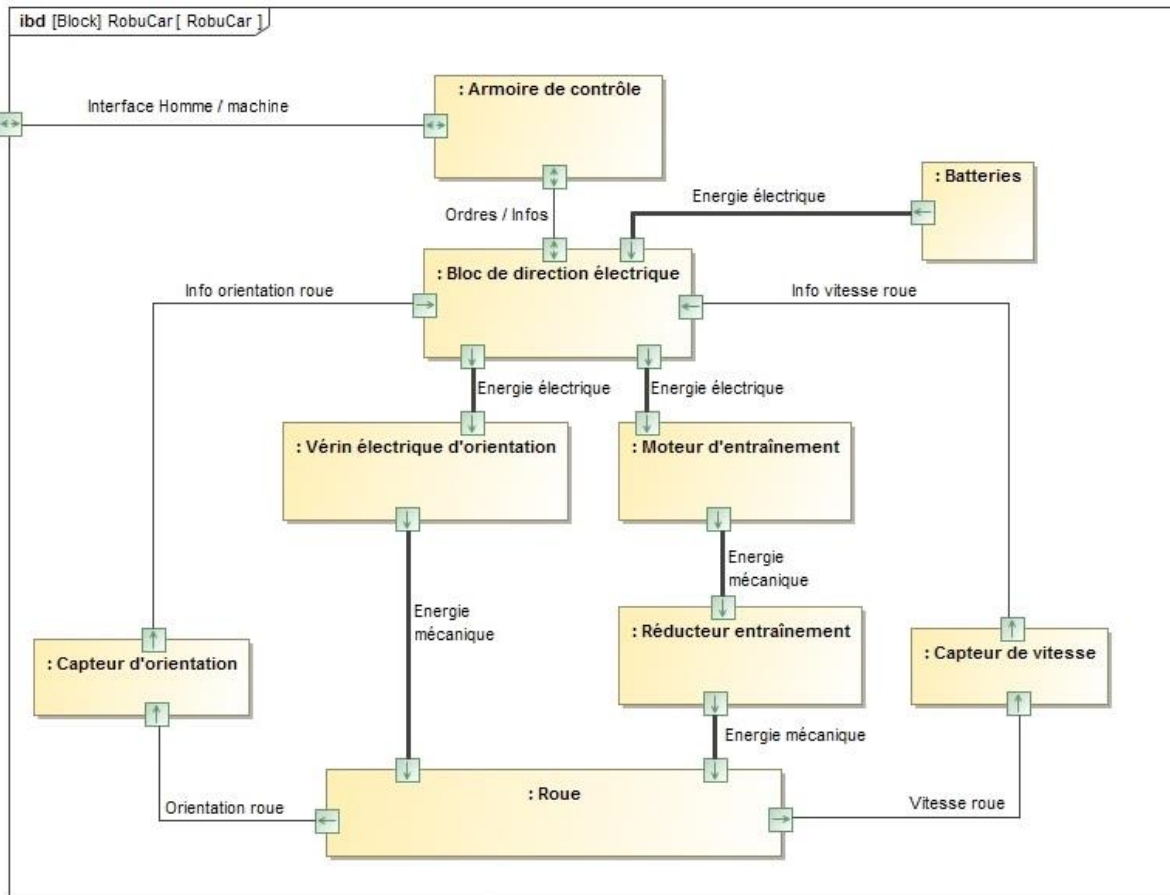 ibd [Block] RobuCar [ RobuCar ]
Interface Homme / machine
: Armoire de contrôle
: Batteries
Energie électrique
Ordres / Infos
: Bloc de direction électrique
Info orientation roue
Info vitesse roue
Energie électrique
Energie électrique
: Vérin électrique d'orientation
: Moteur d'entraînement
Energie
mécanique
Energie
mécanique
: Réducteur entraînement
: Capteur d'orientation
: Capteur de vitesse
Energie mécanique
: Roue
Orientation roue
Vitesse roue